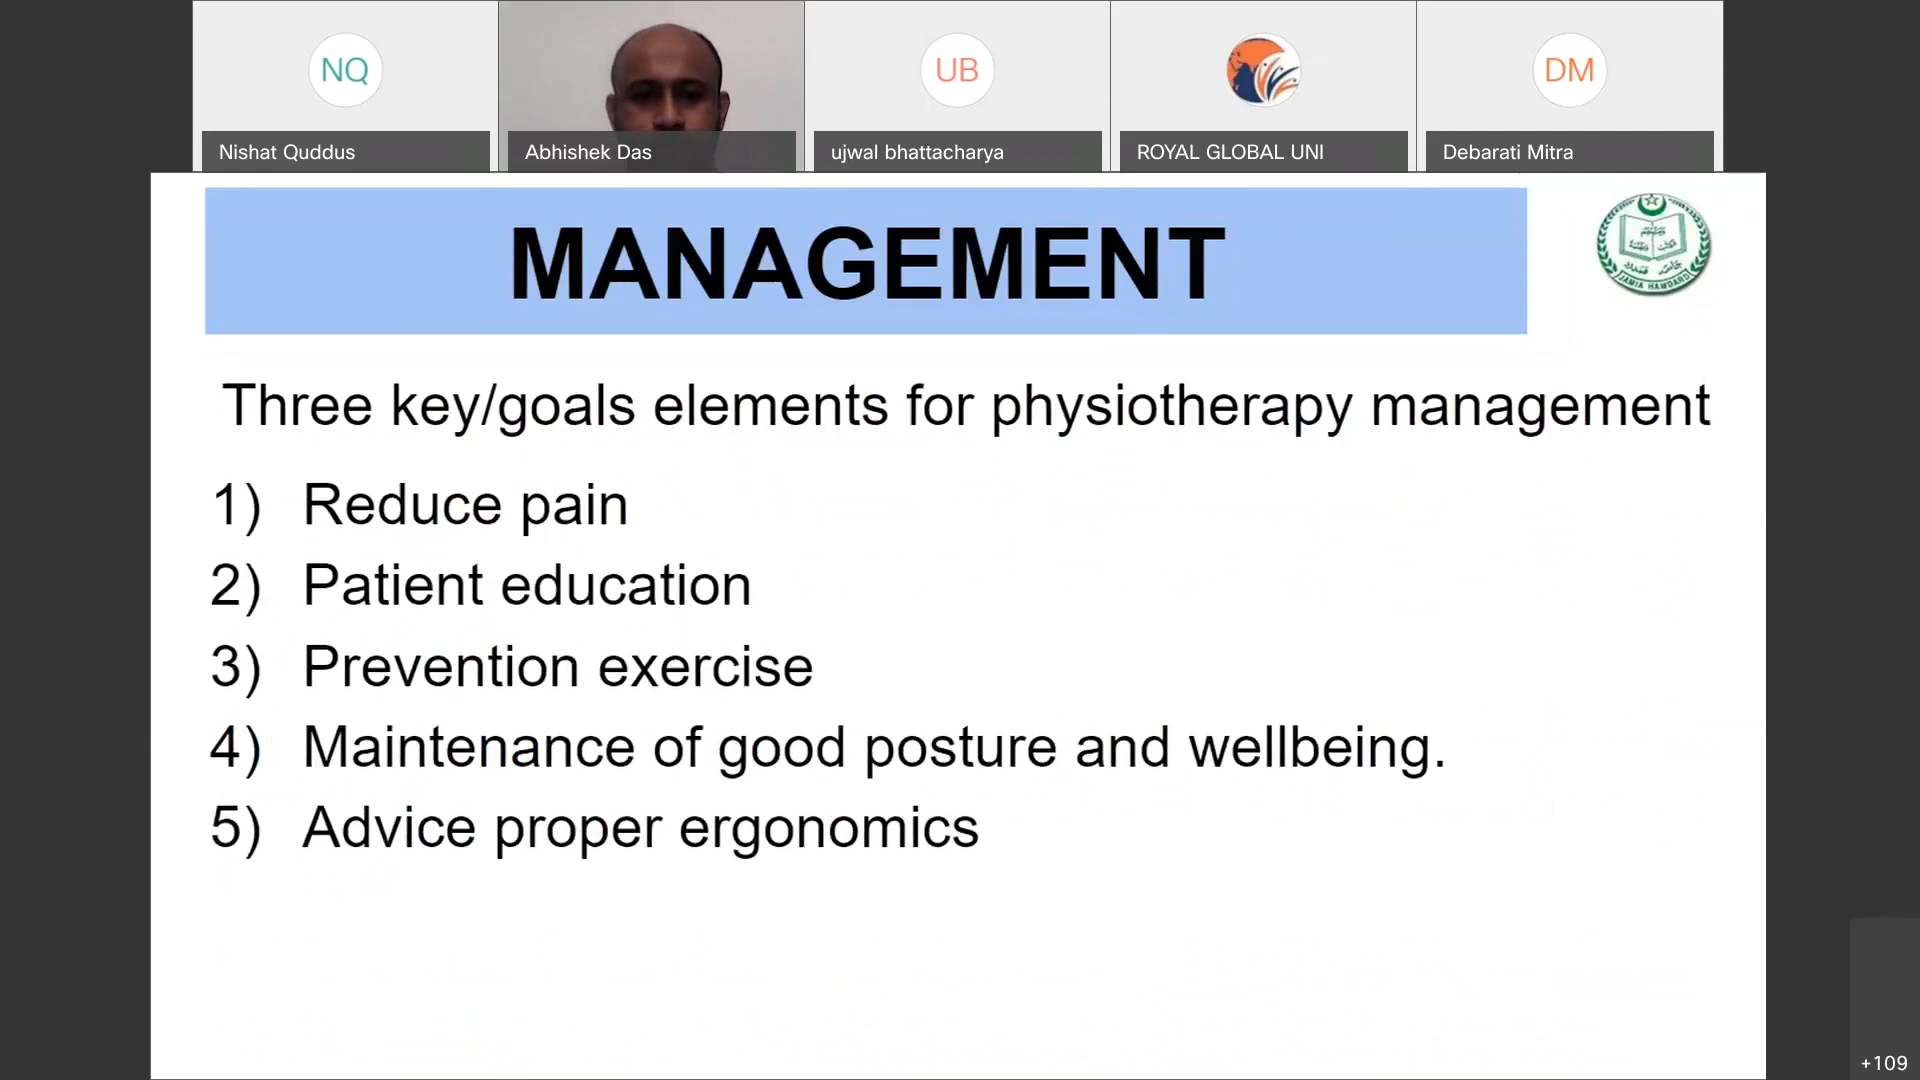 NQ
UB
DM
Nishat Quddus
Abhishek Das
ujwal bhattacharya
ROYAL GLOBAL UNI
Debarati Mitra
MANAGEMENT
JAMIA HAMDARD
Three key/goals elements for physiotherapy management
1) Reduce pain
2) Patient education
3) Prevention exercise
4) Maintenance of good posture and wellbeing.
5) Advice proper ergonomics
+109